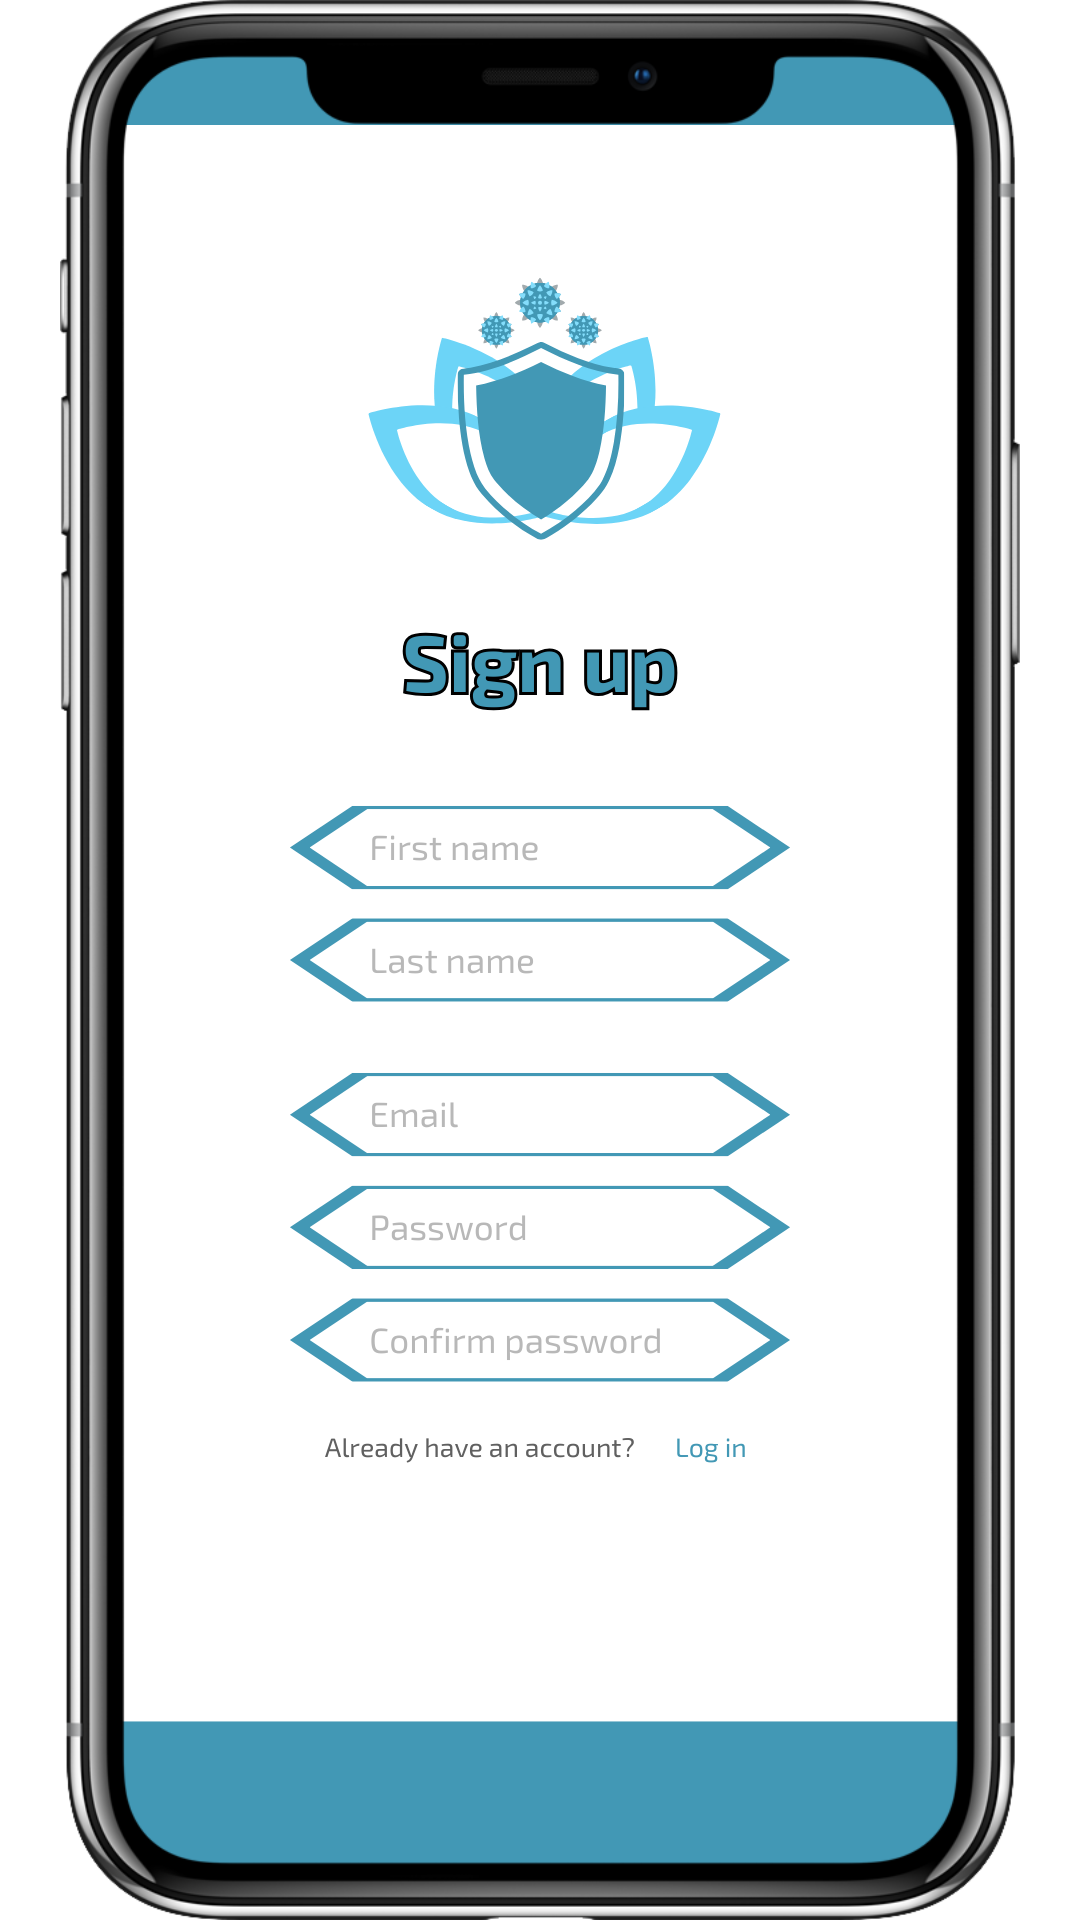 Sign up
First name
Last name
Email
Password
Confirm password
Already have an account? Log in